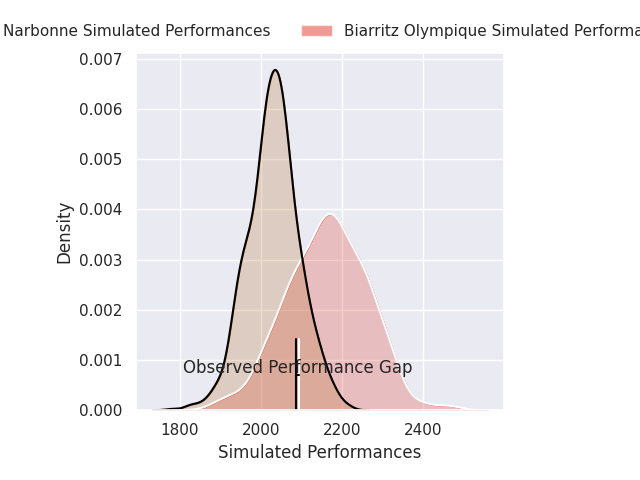 Narbonne Simulated Performances
Biarritz Olympique Simulated Performa
0.007
0.006
0.005
0.004
0.003
0.002
0.001
0.000
Density
Observed Performance Gap
1800 2000 2200 2400
Simulated Performances